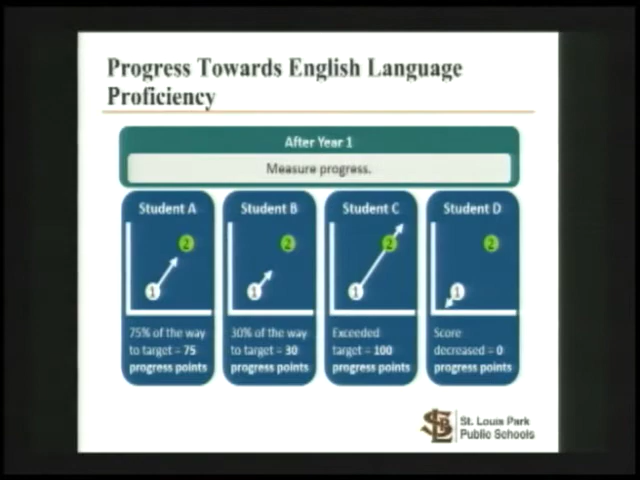 Progress Towards English Language
Proficiency
After Year 1
Measure progress.
Student A
2
1
75% of the way
to target = 75
progress points
Student B
2
1
30% of the way
to target = 30
progress points
Student C
2
1
Exceeded
target = 100
progress points
Student D
2
1
Score
decreased = 0
progress points
St. Louis Park
Public Schools